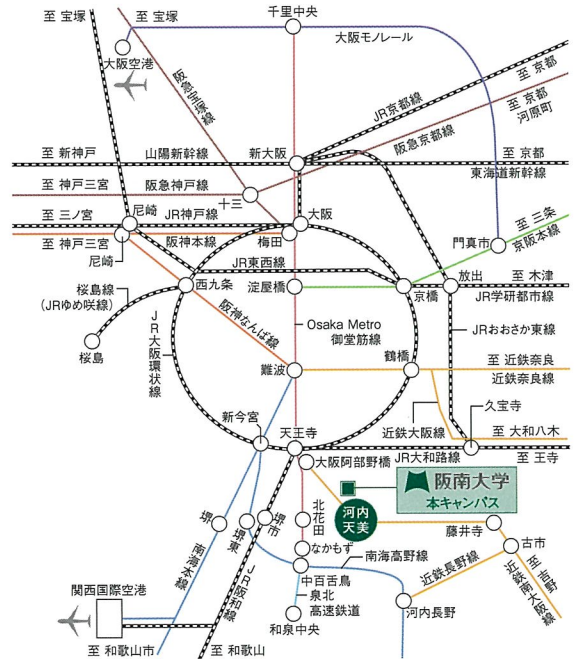 至 宝塚
至 宝塚
千里中央
大阪モノレール
大阪空港
阪急宝塚線
至 京都
JR京都線
至 京都
河原町
阪急京都線
至 新神戸
山陽新幹線
新大阪
至 京都
東海道新幹線
至 神戸三宮
阪急神戸線
十三
至 三ノ宮
尼崎
JR神戸線
大阪
至 三条
京阪本線
至 神戸三宮
阪神本線
梅田
門真市
尼崎
JR東西線
西九条
淀屋橋
京橋
放出
至 木津
JR学研都市線
桜島線
(JRゆめ咲線)
阪神なんば線
Osaka Metro
御堂筋線
JRおおさか東線
桜島
JR大阪環状線
鶴橋
至 近鉄奈良
近鉄奈良線
難波
久宝寺
新今宮
近鉄大阪線
至 大和八木
天王寺
JR大和路線
至 王寺
大阪阿部野橋
阪南大学
本キャンパス
河内
天美
北花田
堺
堺東
堺市
藤井寺
なかもず
古市
南海本線
南海高野線
近鉄長野線
至 吉野
近鉄南大阪線
中百舌鳥
JR阪和線
泉北
高速鉄道
関西国際空港
河内長野
和泉中央
至 和歌山市
至 和歌山